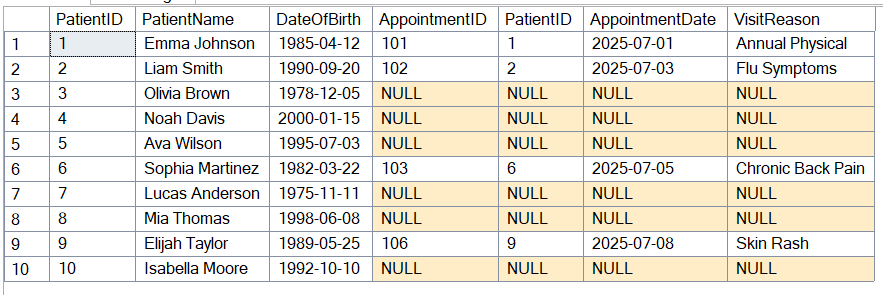 PatientID PatientName DateOfBirth AppointmentID PatientID AppointmentDate VisitReason
1 1 Emma Johnson 1985-04-12 101 1 2025-07-01 Annual Physical
2 2 Liam Smith 1990-09-20 102 2 2025-07-03 Flu Symptoms
3 3 Olivia Brown 1978-12-05 NULL NULL NULL NULL
4 4 Noah Davis 2000-01-15 NULL NULL NULL NULL
5 5 Ava Wilson 1995-07-03 NULL NULL NULL NULL
6 6 Sophia Martinez 1982-03-22 103 6 2025-07-05 Chronic Back Pain
7 7 Lucas Anderson 1975-11-11 NULL NULL NULL NULL
8 8 Mia Thomas 1998-06-08 NULL NULL NULL NULL
9 9 Elijah Taylor 1989-05-25 106 9 2025-07-08 Skin Rash
10 10 Isabella Moore 1992-10-10 NULL NULL NULL NULL